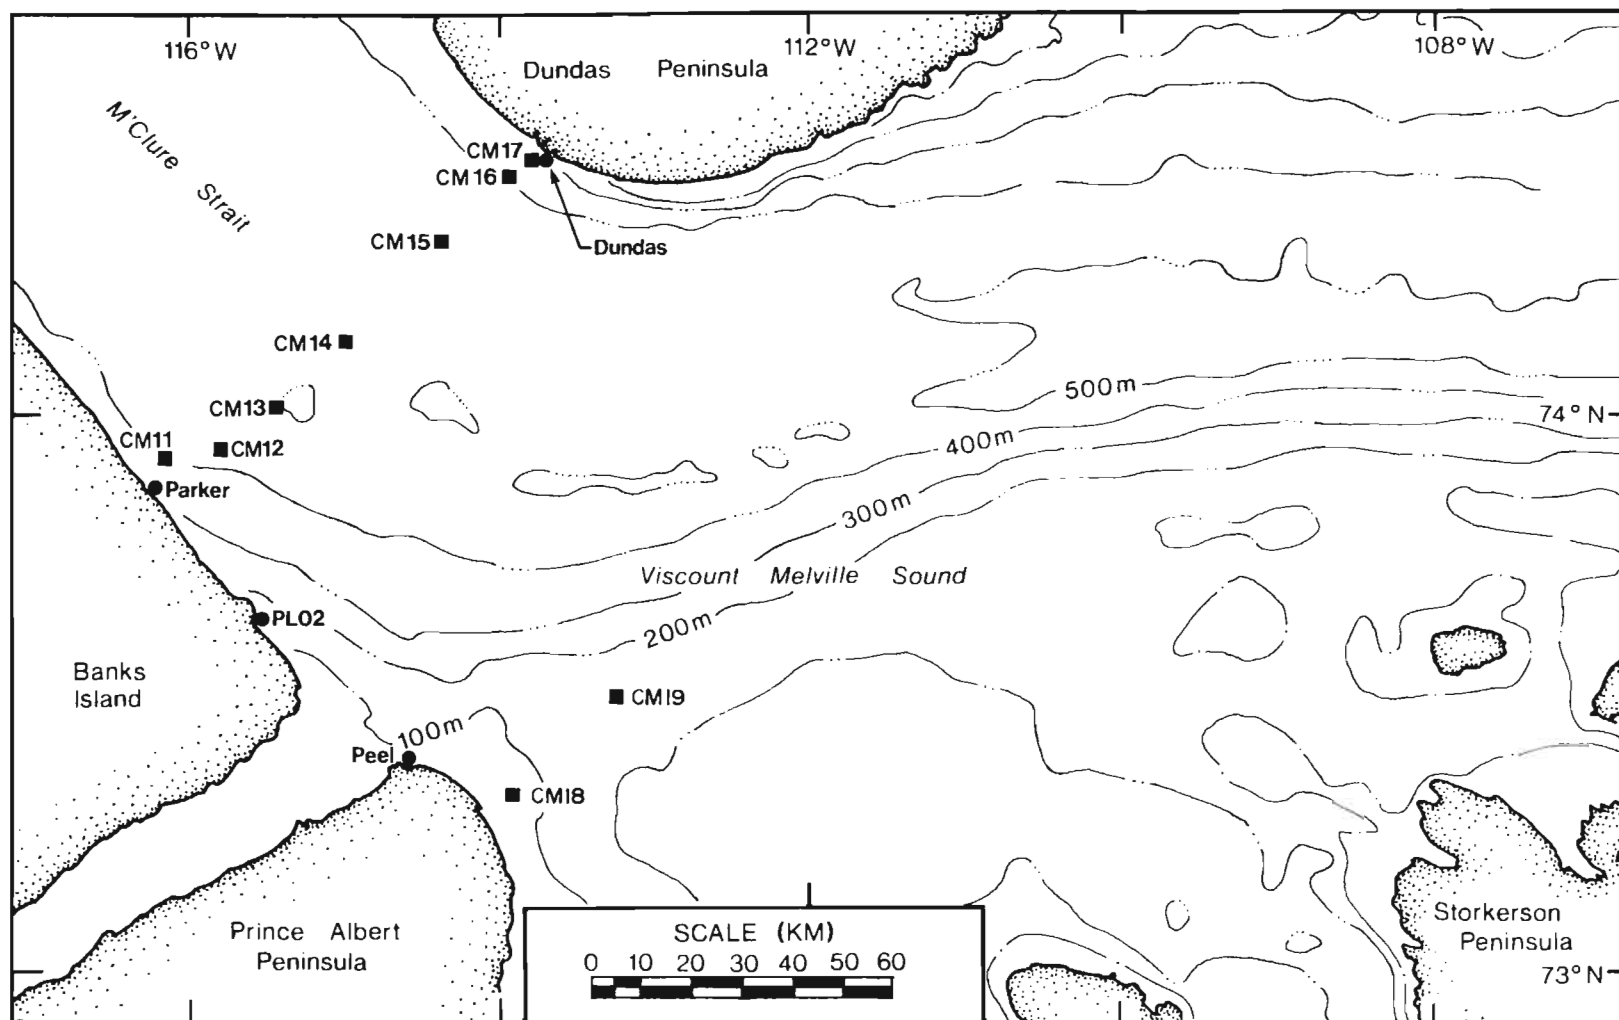 116°W
112°W
108°W
Dundas Peninsula
M'Clure Strait
CM17
CM16
CM15
Dundas
CM14
500m
CM13
74°N
CM11
CM12
400m
Parker
300m
Viscount Melville Sound
PL02
200m
Banks
Island
CM19
100m
Peel
CM18
Storkerson
Peninsula
Prince Albert
Peninsula
SCALE (KM)
0 10 20 30 40 50 60
73°N